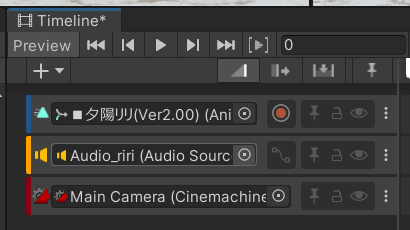 Timeline*
Preview 0
■夕陽リリ(Ver2.00) (Ani
Audio_riri (Audio Sourc
Main Camera (Cinemachine